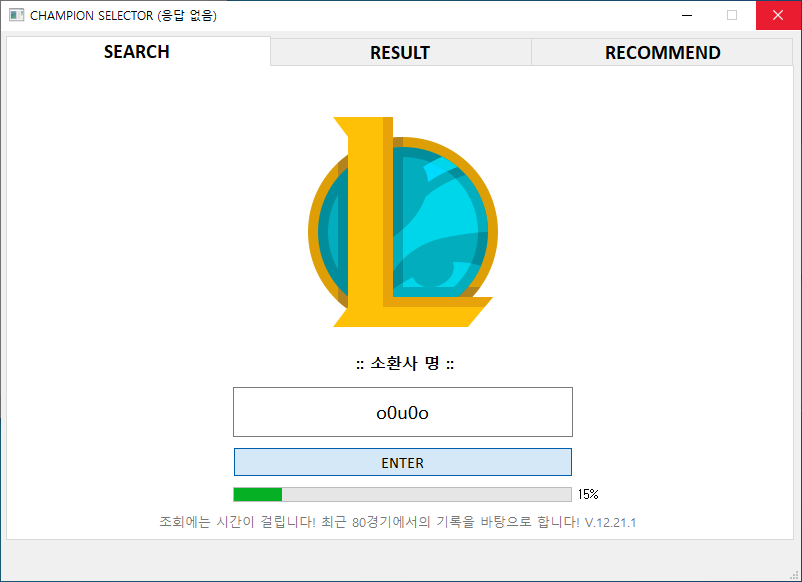 CHAMPION SELECTOR (응답 없음)
SEARCH RESULT RECOMMEND
:: 소환사 명 ::
o0u0o
ENTER
15%
조회에는 시간이 걸립니다! 최근 80경기에서의 기록을 바탕으로 합니다! V.12.21.1